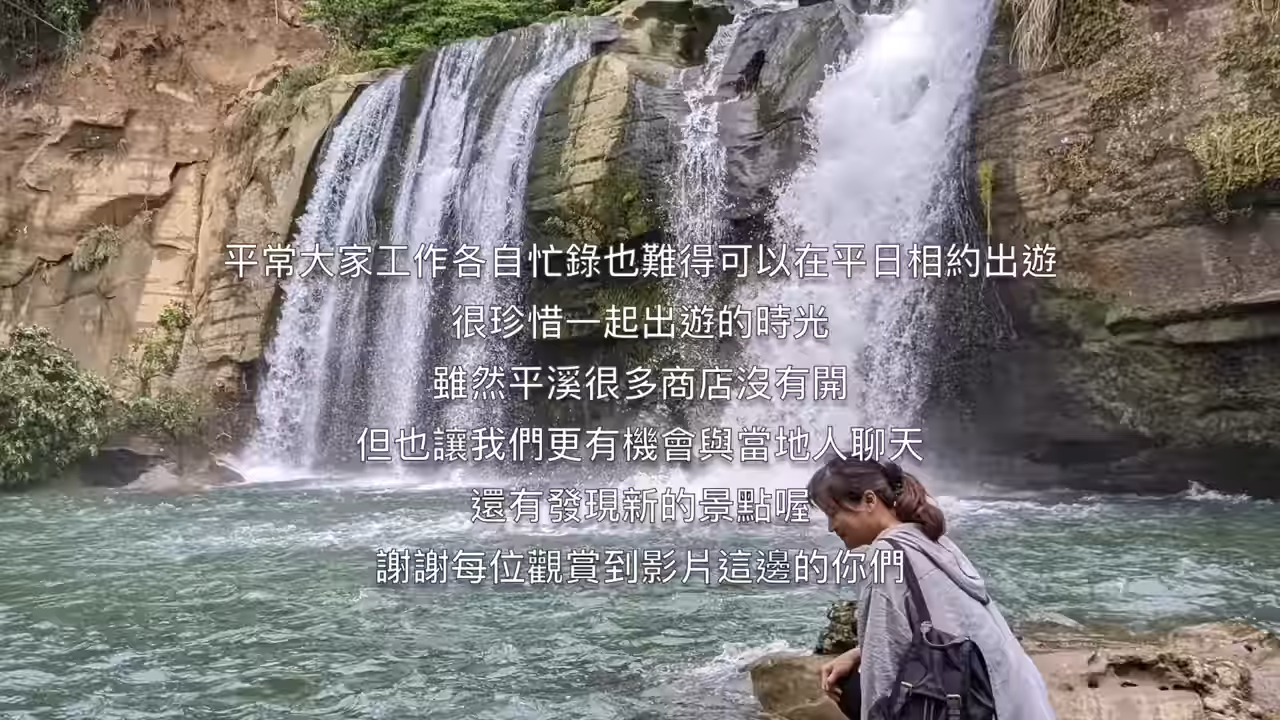 平常大家工作各自忙錄也難得可以在平日相約出遊
很珍惜一起出遊的時光
雖然平溪很多商店沒有開
但也讓我們更有機會與當地人聊天
還有發現新的景點喔
謝謝每位觀賞到影片這邊的你們